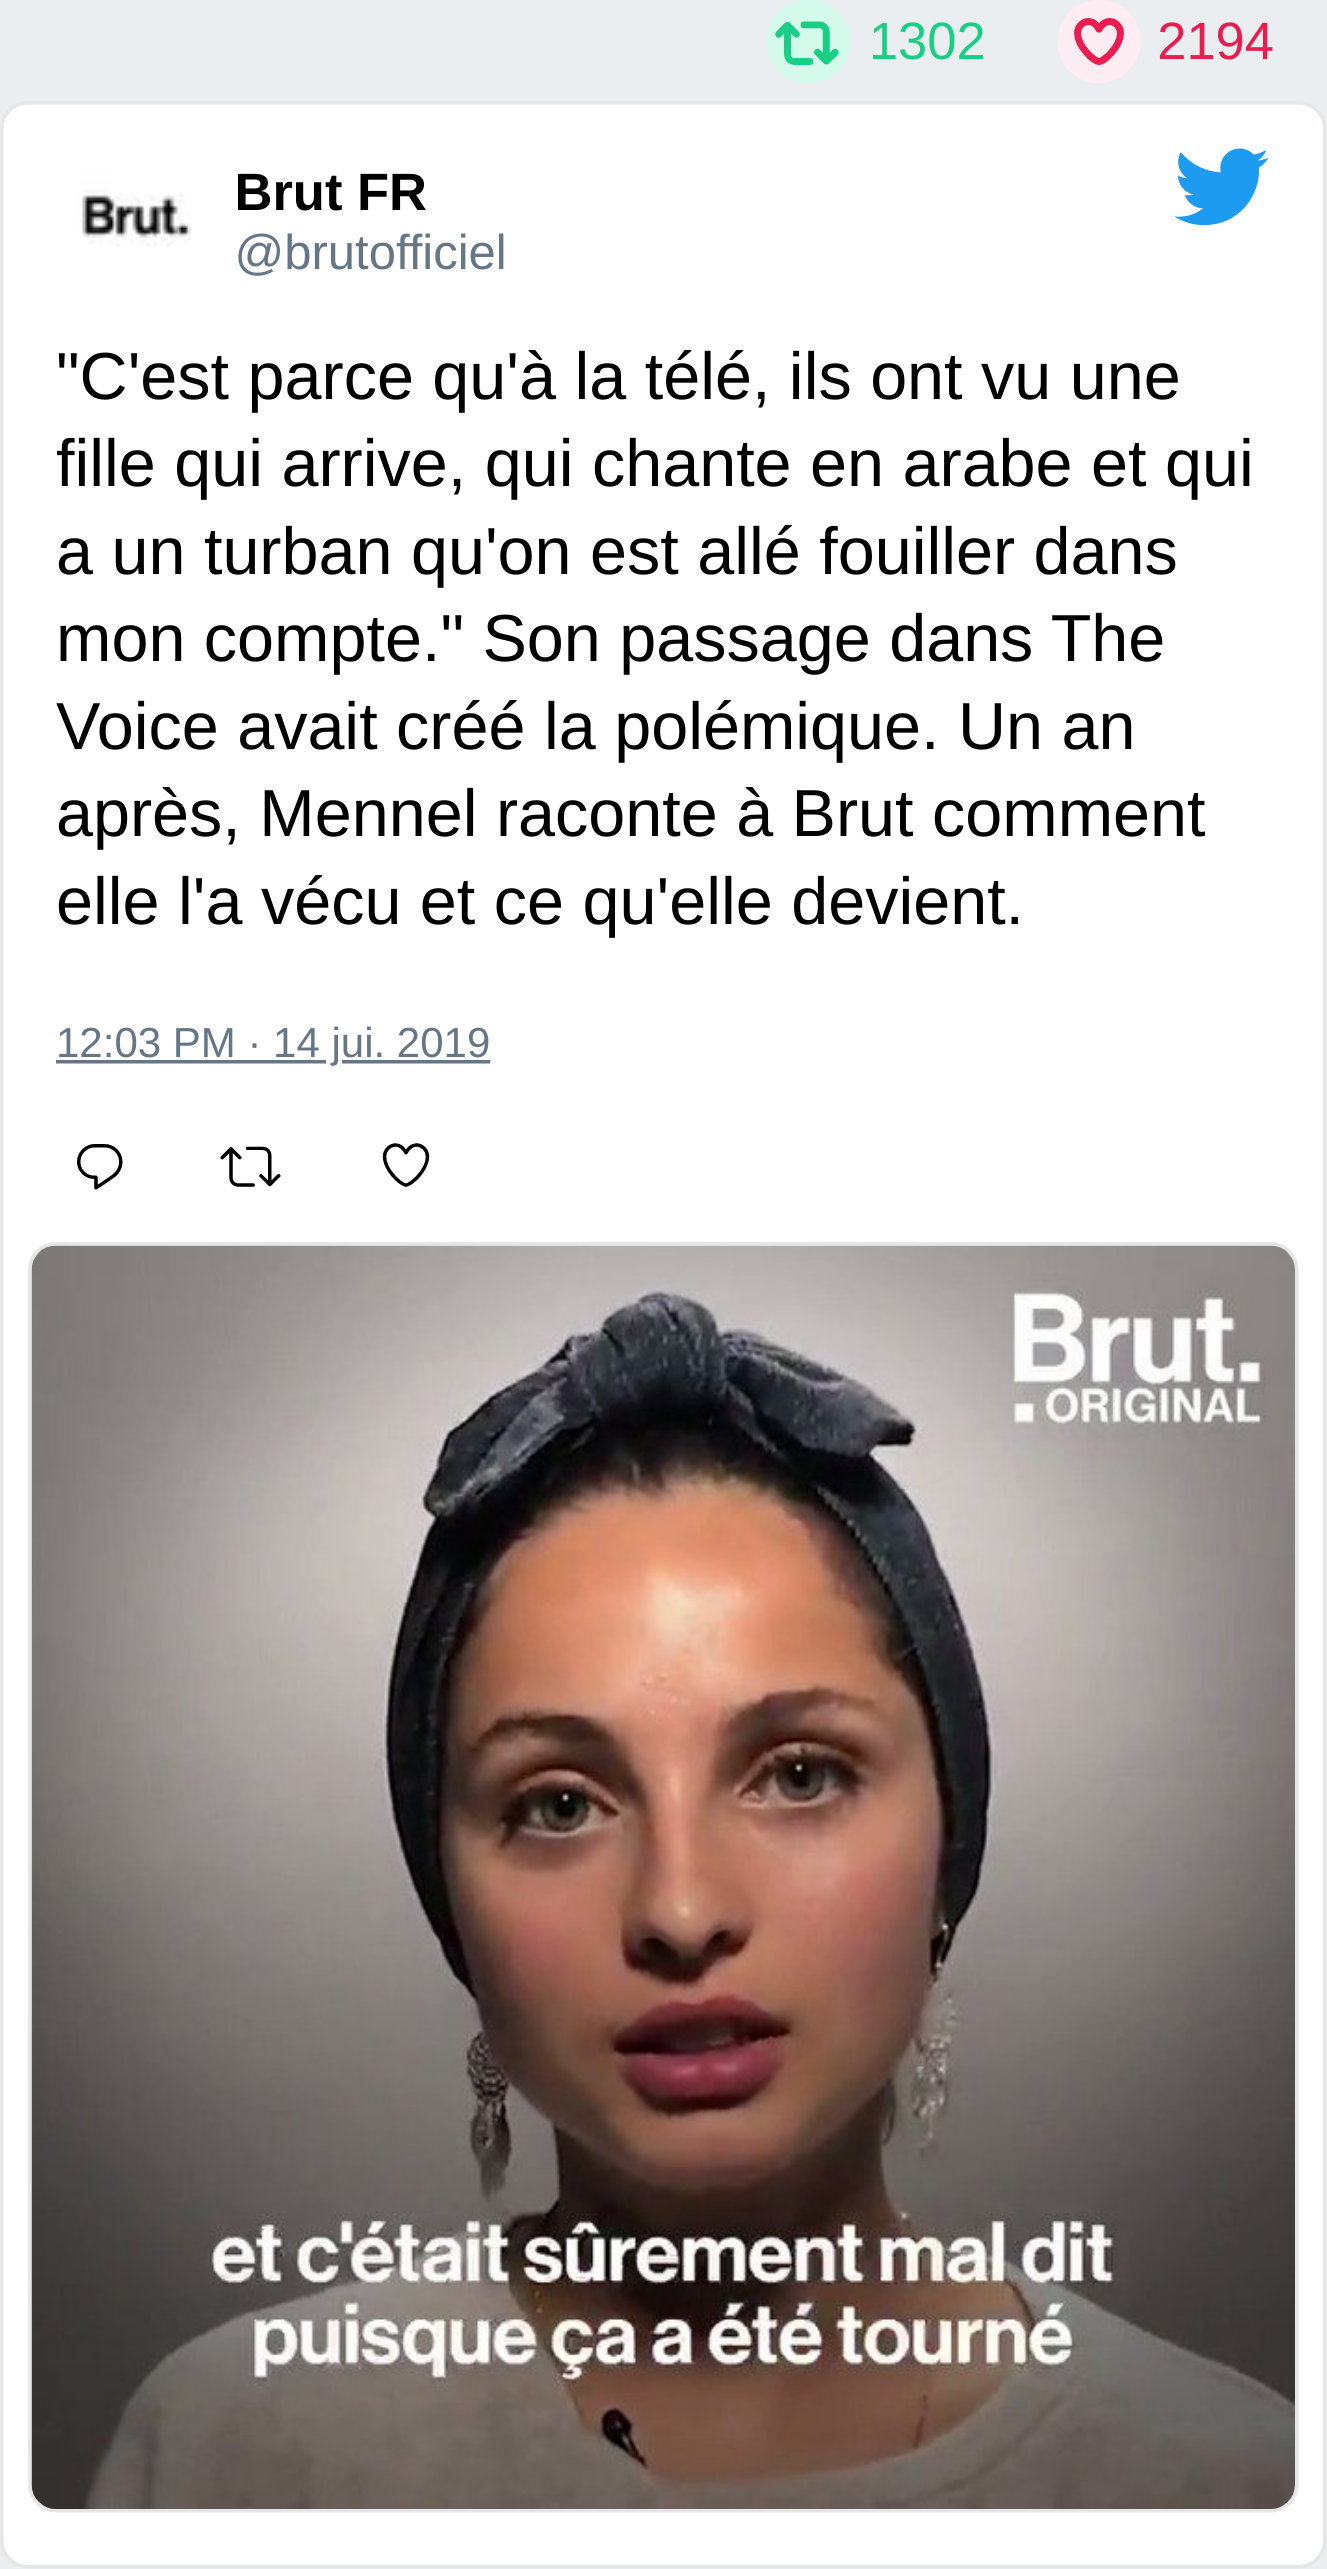 1302 2194
Brut. Brut FR
@brutofficiel
"C'est parce qu'à la télé, ils ont vu une
fille qui arrive, qui chante en arabe et qui
a un turban qu'on est allé fouiller dans
mon compte." Son passage dans The
Voice avait créé la polémique. Un an
après, Mennel raconte à Brut comment
elle l'a vécu et ce qu'elle devient.
12:03 PM · 14 jui. 2019
Brut.
ORIGINAL
et c'était sûrement mal dit
puisque ça a été tourné